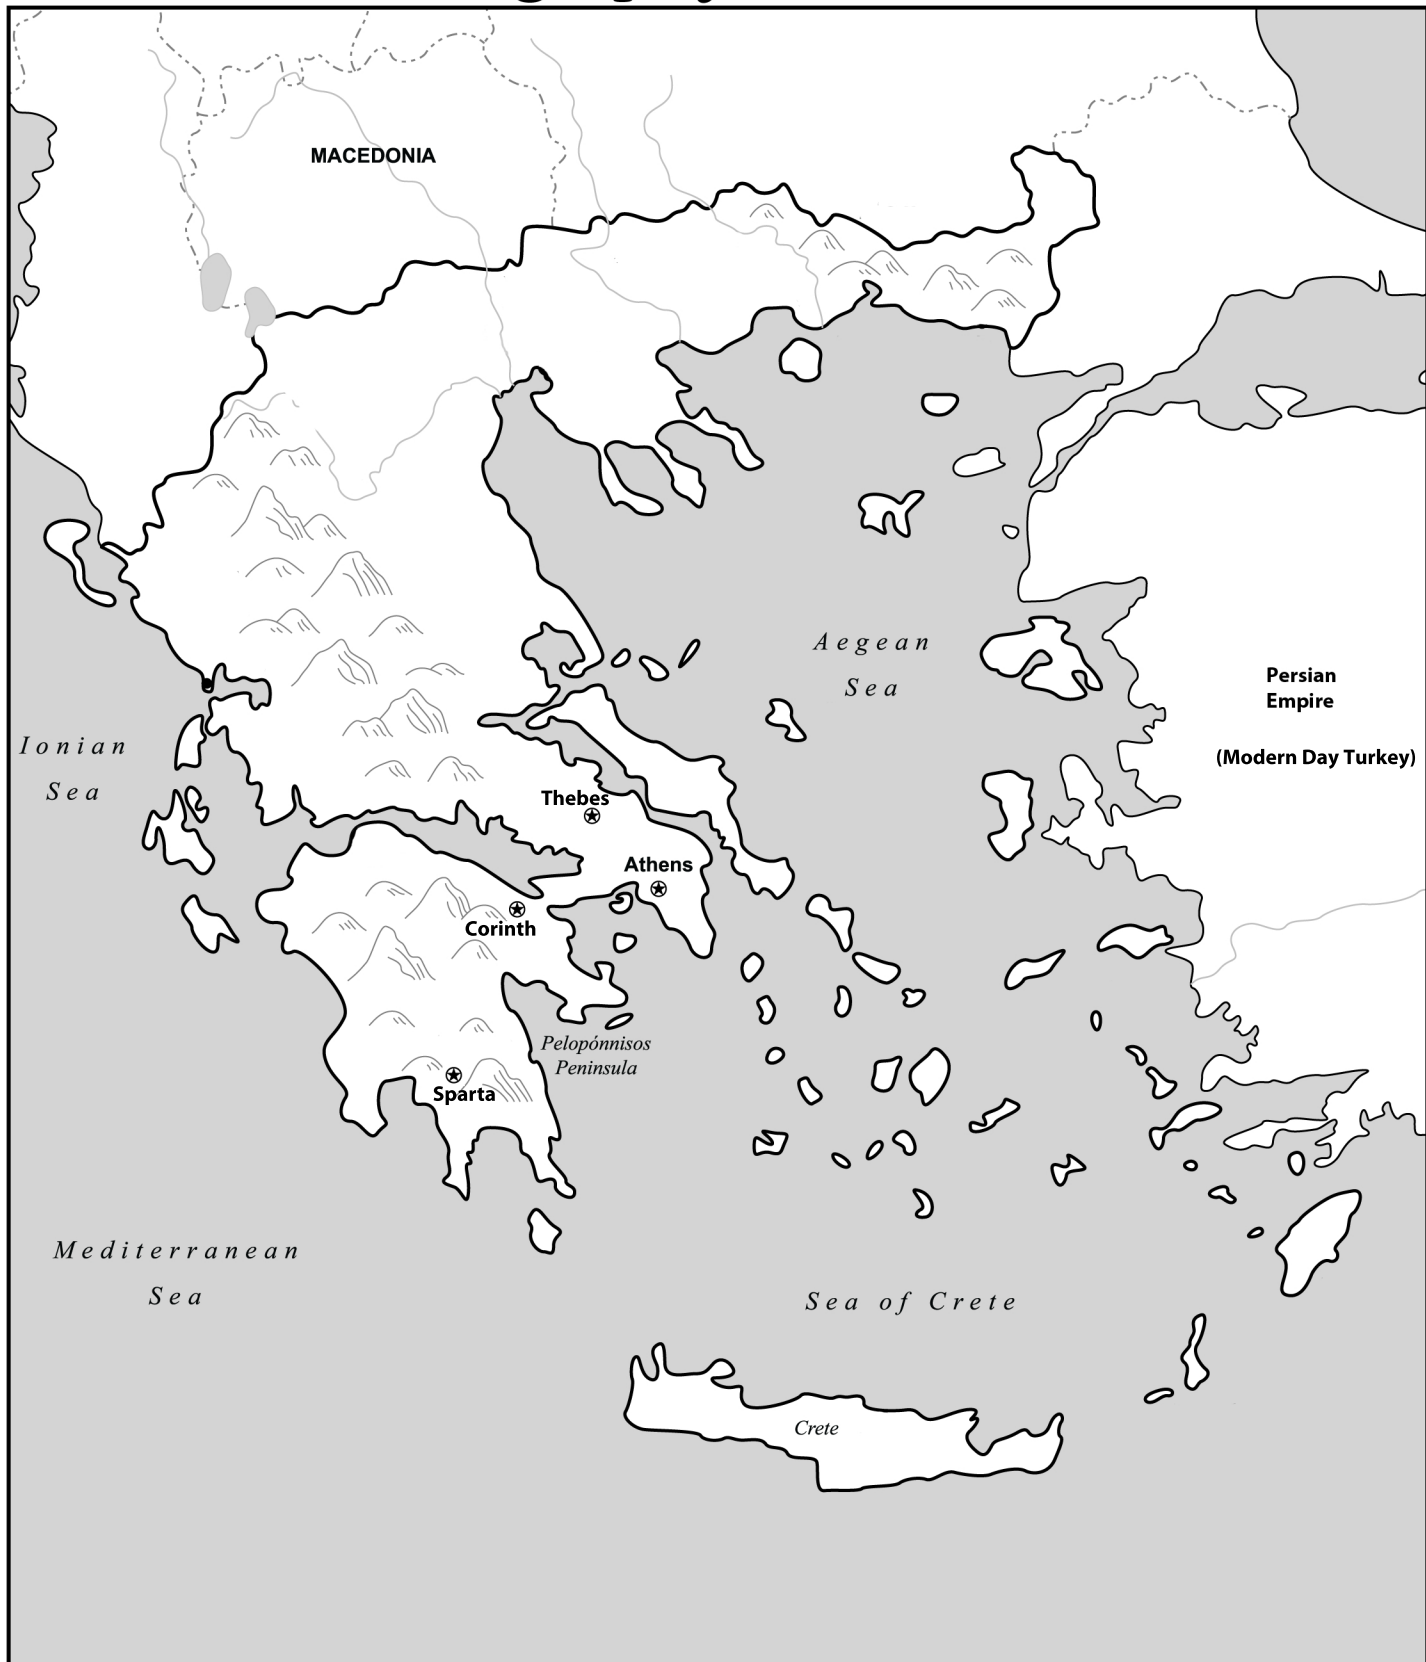 MACEDONIA
Aegean
Sea
Persian
Empire
(Modern Day Turkey)
Ionian
Sea
Thebes
Athens
Corinth
Pelopónnisos
Peninsula
Sparta
Mediterranean
Sea
Sea of Crete
Crete